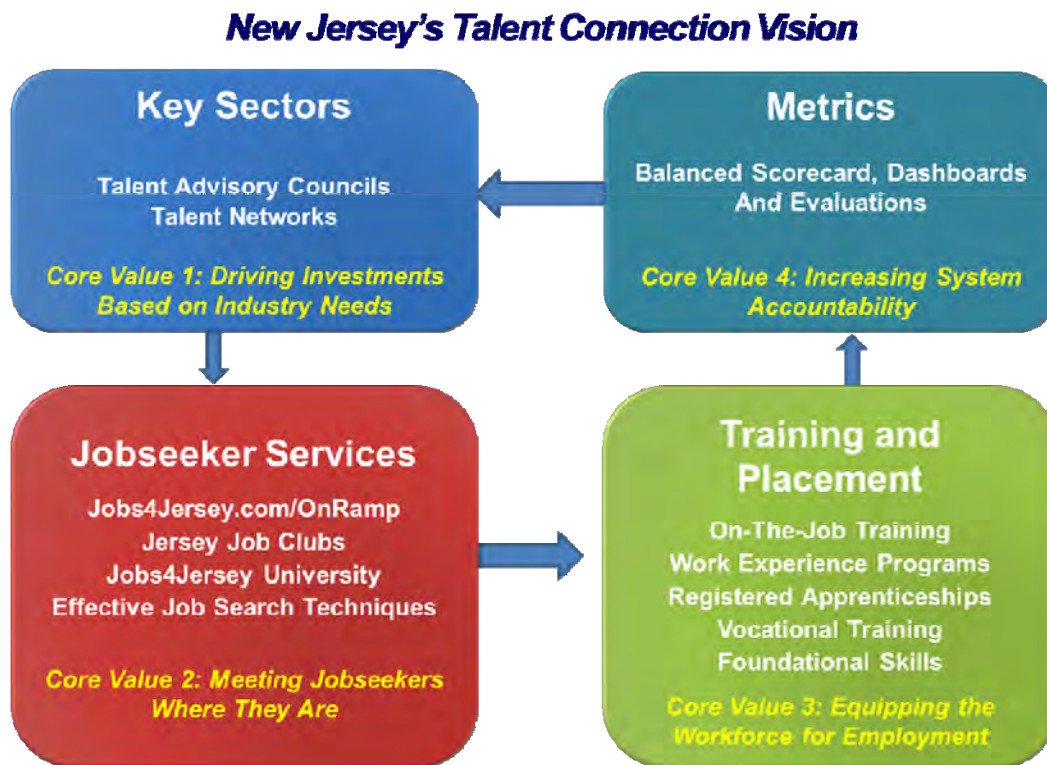 New Jersey's Talent Connection Vision
Key Sectors
Talent Advisory Councils
Talent Networks
Core Value 1: Driving Investments
Based on Industry Needs
Metrics
Balanced Scorecard, Dashboards
And Evaluations
Core Value 4: Increasing System
Accountability
Jobseeker Services
Jobs4Jersey.com/OnRamp
Jersey Job Clubs
Jobs4Jersey University
Effective Job Search Techniques
Core Value 2: Meeting Jobseekers
Where They Are
Training and
Placement
On-The-Job Training
Work Experience Programs
Registered Apprenticeships
Vocational Training
Foundational Skills
Core Value 3: Equipping the
Workforce for Employment